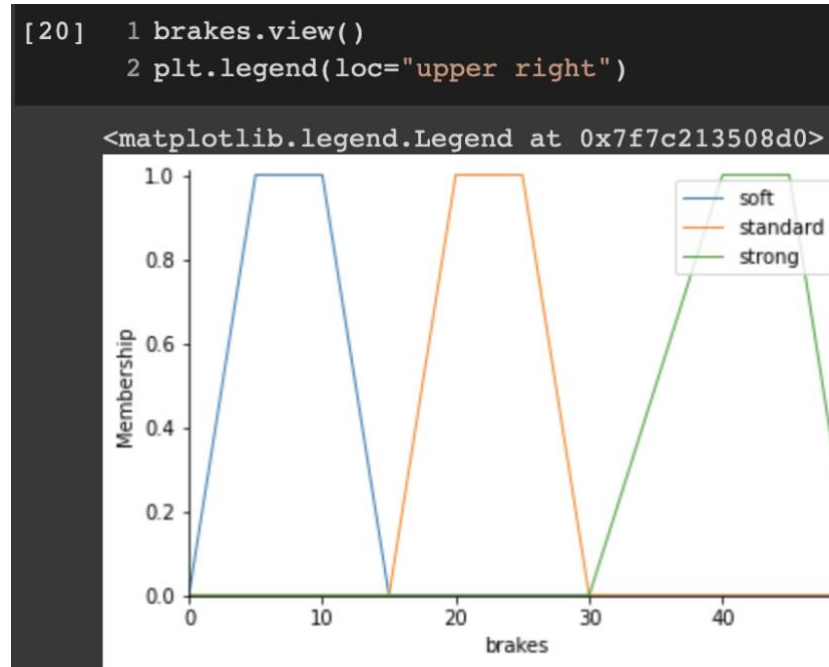 [20] 1 brakes.view()
2 plt.legend(loc="upper right")
<matplotlib.legend.Legend at 0x7f7c213508d0>
1.0
soft
standard
0.8
strong
0.6
Membership
0.4
0.2
0.0
0 10 20 30 40
brakes